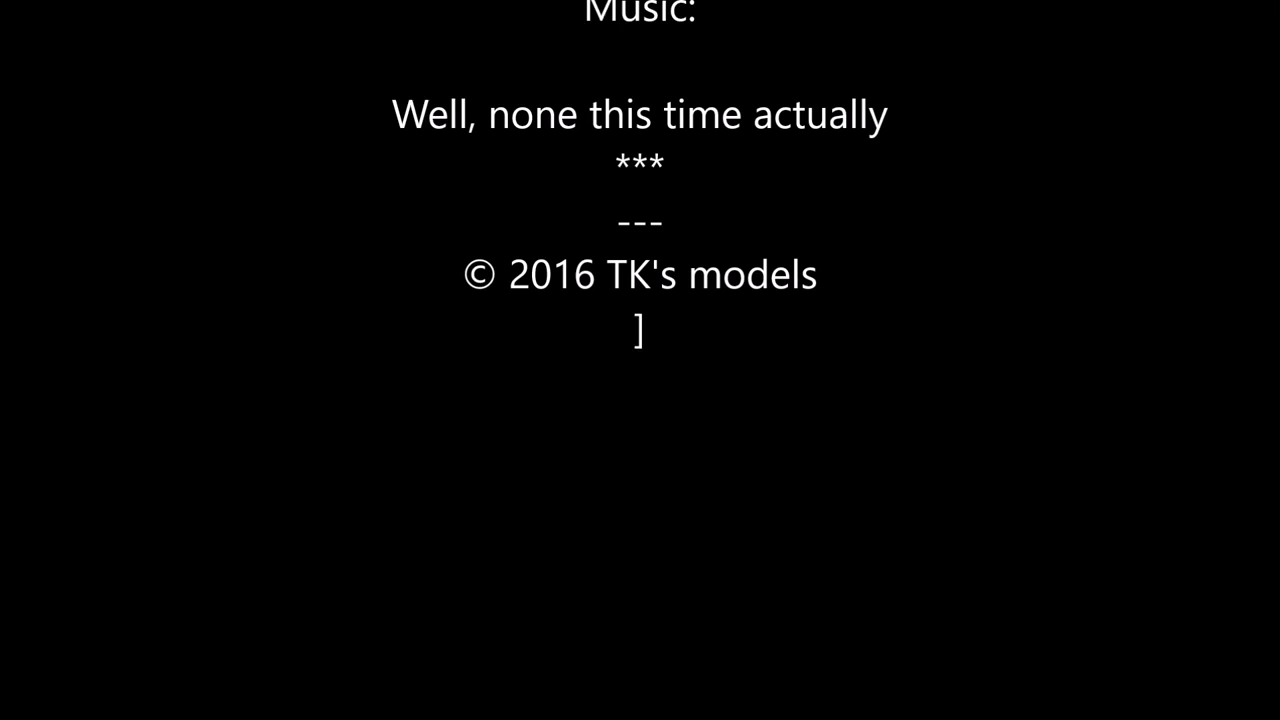 Music:
Well, none this time actually
***
---
© 2016 TK's models
]